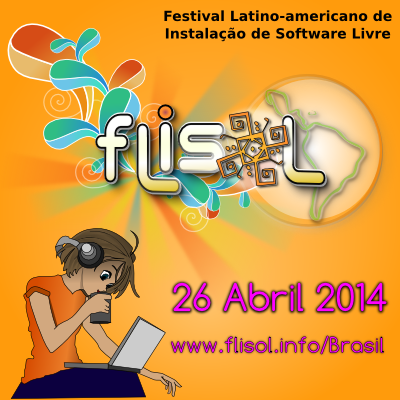 Festival Latino-americano de
Instalação de Software Livre
fLisoL
26 Abril 2014
www.flisol.info/Brasil